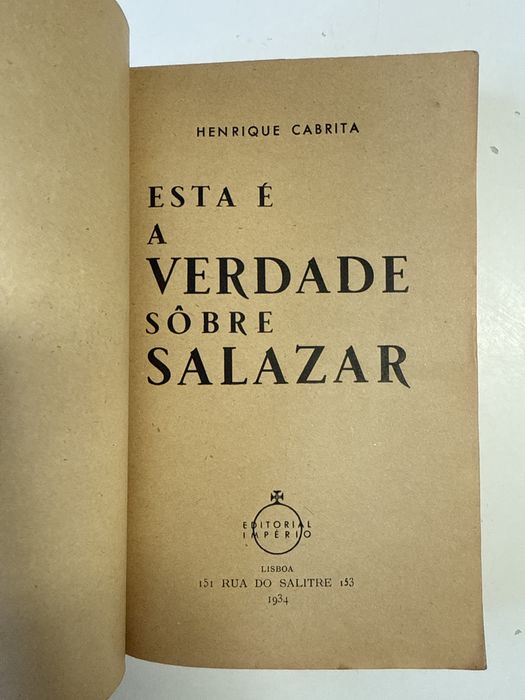 HENRIQUE CABRITA
ESTA É
A
VERDADE
SÔBRE
SALAZAR
EDITORIAL
IMPÉRIO
LISBOA
151 RUA DO SALITRE 153
1934